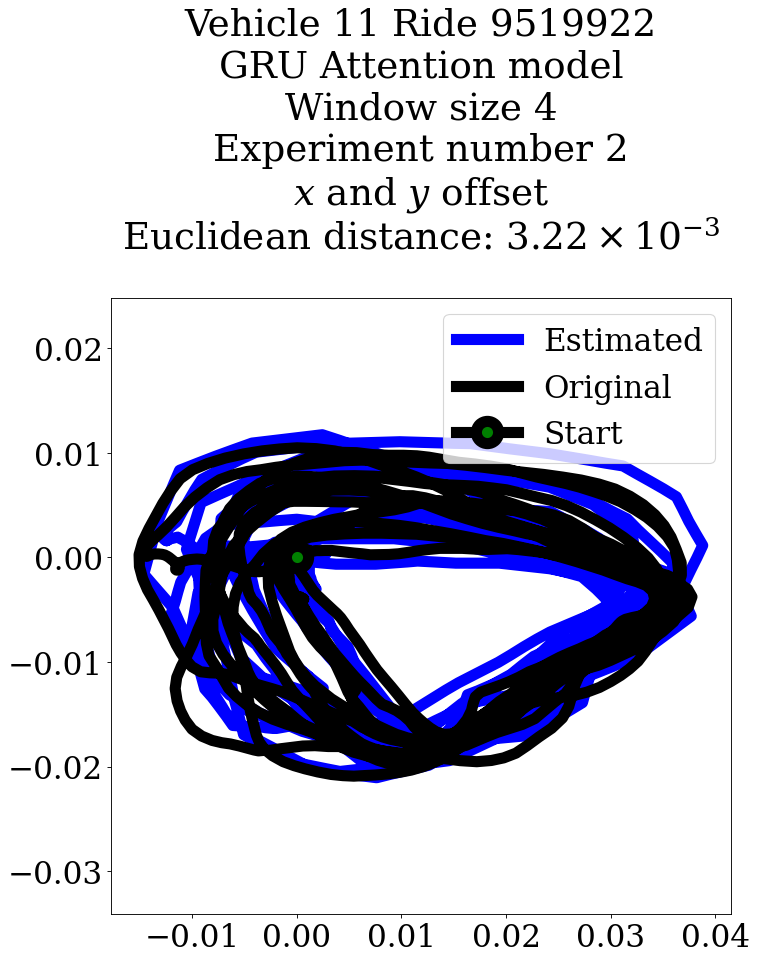 Vehicle 11 Ride 9519922
GRU Attention model
Window size 4
Experiment number 2
x and y offset
Euclidean distance: 3.22 × 10⁻³
Estimated
Original
Start
0.02
0.01
0.00
−0.01
−0.02
−0.03
−0.01 0.00 0.01 0.02 0.03 0.04